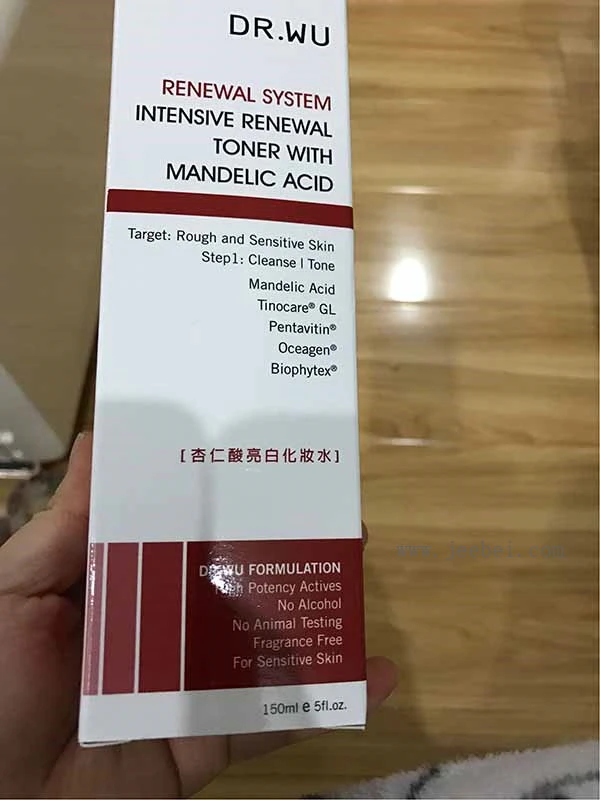 DR.WU
RENEWAL SYSTEM
INTENSIVE RENEWAL
TONER WITH
MANDELIC ACID
Target: Rough and Sensitive Skin
Step1: Cleanse | Tone
Mandelic Acid
Tinocare® GL
Pentavitin®
Oceagen®
Biophytex®
[杏仁酸亮白化妝水]
DR.WU FORMULATION
High Potency Actives
No Alcohol
No Animal Testing
Fragrance Free
For Sensitive Skin
150ml e 5fl.oz.